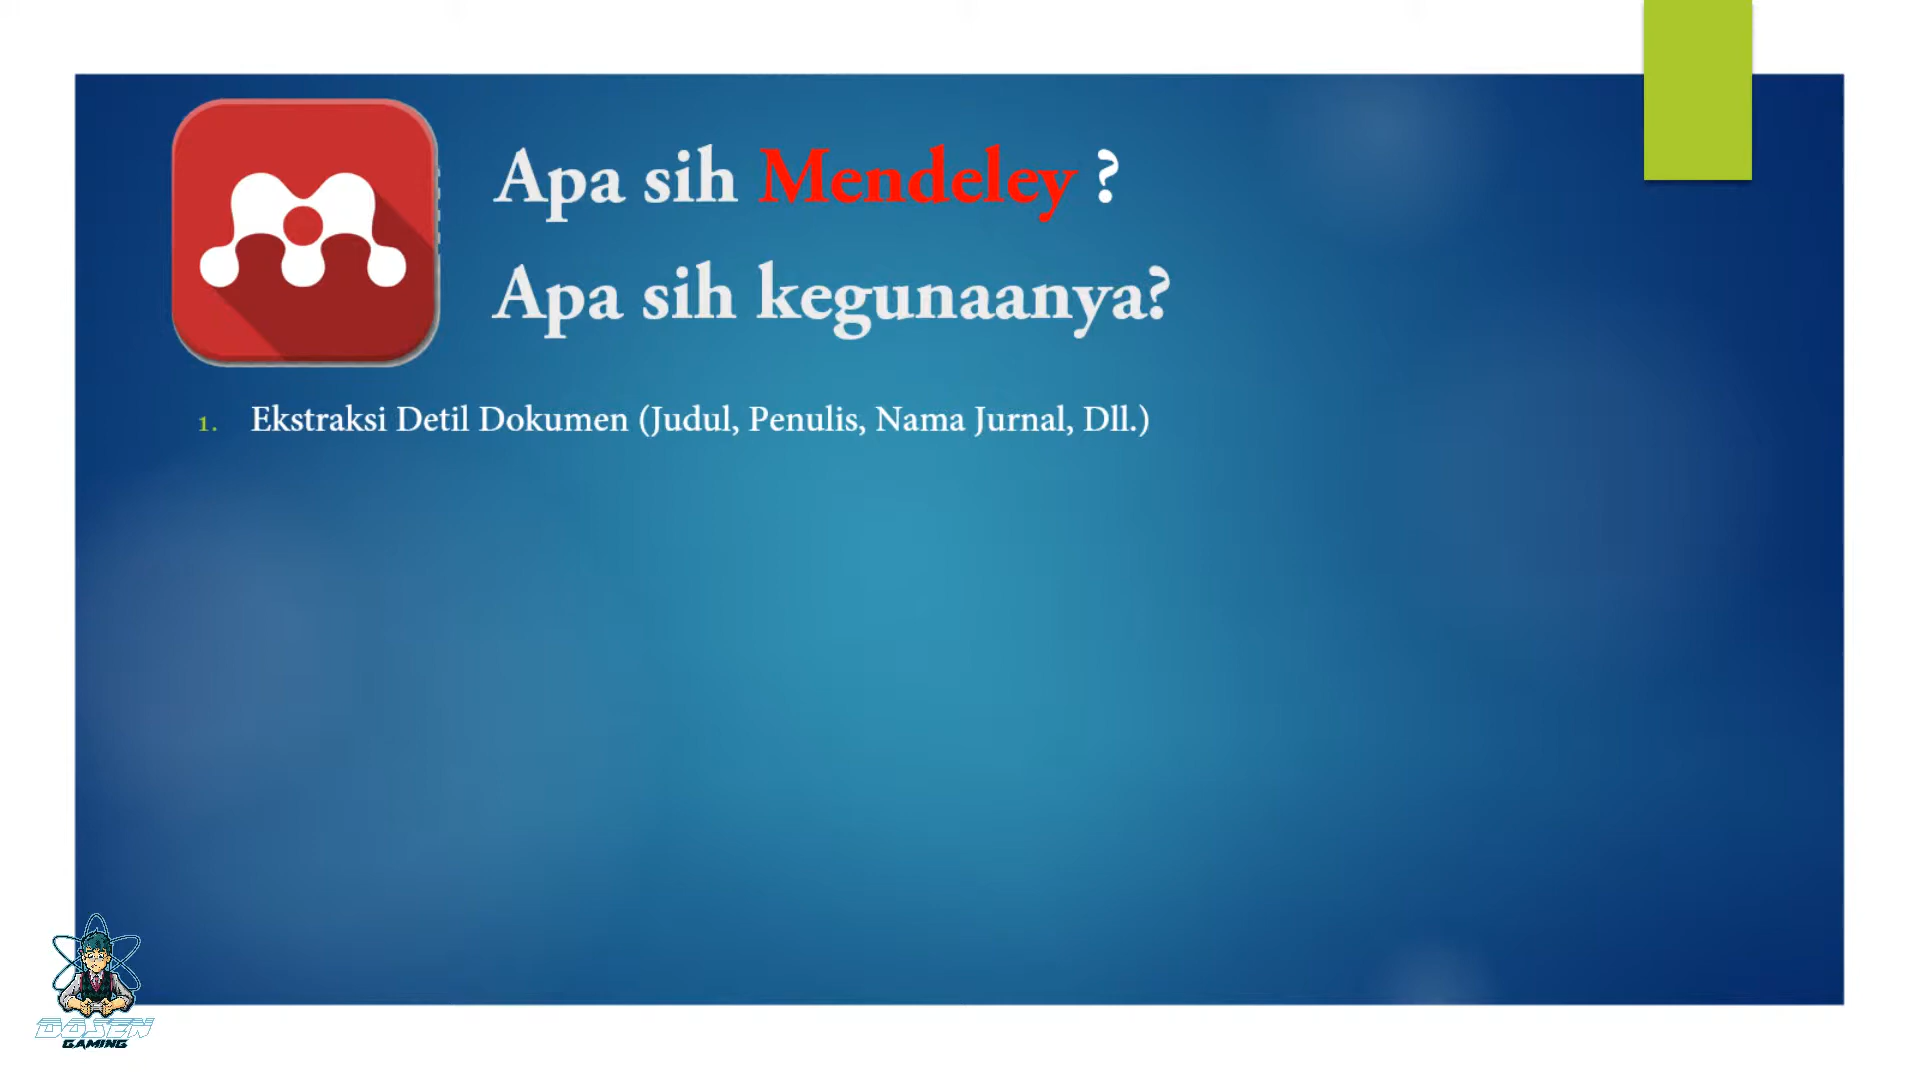 Apa sih Mendeley ?
Apa sih kegunaanya?
1. Ekstraksi Detil Dokumen (Judul, Penulis, Nama Jurnal, Dll.)
DOSEN
GAMING